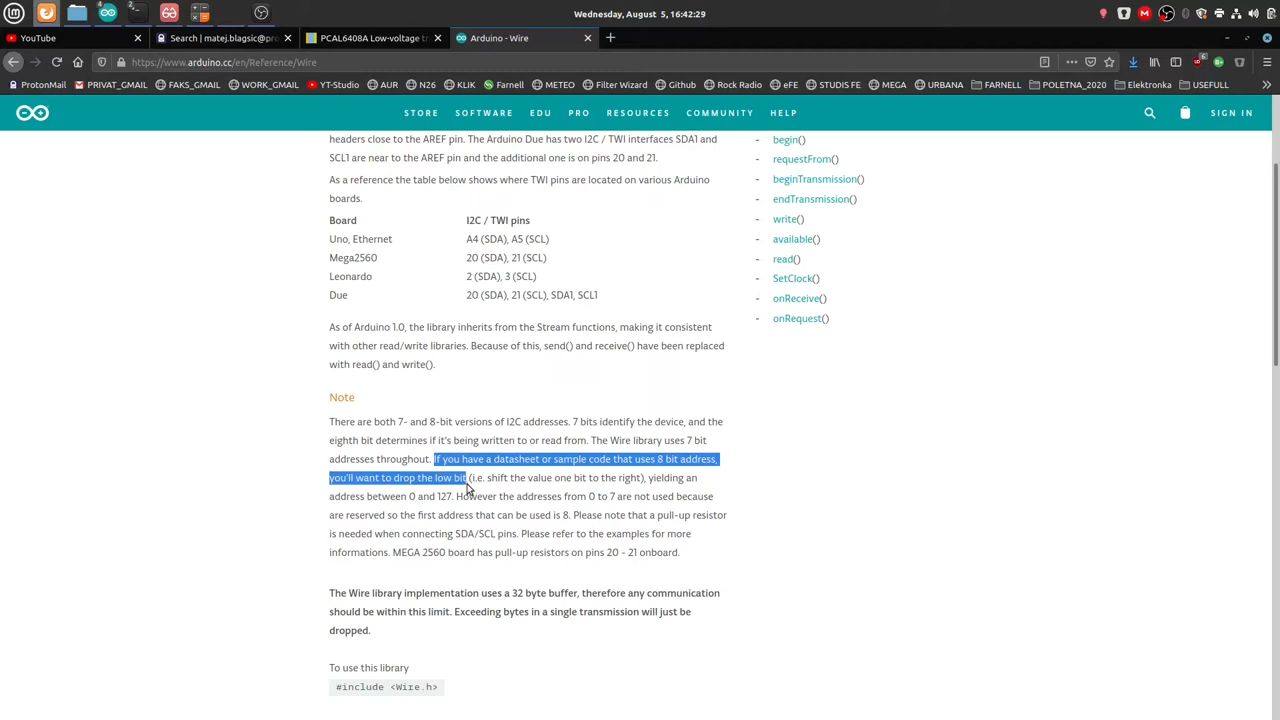 Wednesday, August 5, 16:42:29
YouTube
Search | matej.blagsic@pro
PCAL6408A Low-voltage tr
Arduino - Wire
https://www.arduino.cc/en/Reference/Wire
ProtonMail PRIVAT_GMAIL FAKS_GMAIL WORK_GMAIL YT-Studio AUR N26 KLIK Farnell METEO Filter Wizard Github Rock Radio eFE STUDIS FE MEGA URBANA FARNELL POLETNA_2020 Elektronka USEFULL
STORE SOFTWARE EDU PRO RESOURCES COMMUNITY HELP SIGN IN
headers close to the AREF pin. The Arduino Due has two I2C / TWI interfaces SDA1 and
SCL1 are near to the AREF pin and the additional one is on pins 20 and 21.
As a reference the table below shows where TWI pins are located on various Arduino
boards.
Board I2C / TWI pins
Uno, Ethernet A4 (SDA), A5 (SCL)
Mega2560 20 (SDA), 21 (SCL)
Leonardo 2 (SDA), 3 (SCL)
Due 20 (SDA), 21 (SCL), SDA1, SCL1
As of Arduino 1.0, the library inherits from the Stream functions, making it consistent
with other read/write libraries. Because of this, send() and receive() have been replaced
with read() and write().
Note
There are both 7- and 8-bit versions of I2C addresses. 7 bits identify the device, and the
eighth bit determines if it's being written to or read from. The Wire library uses 7 bit
addresses throughout. If you have a datasheet or sample code that uses 8 bit address,
you'll want to drop the low bit (i.e. shift the value one bit to the right), yielding an
address between 0 and 127. However the addresses from 0 to 7 are not used because
are reserved so the first address that can be used is 8. Please note that a pull-up resistor
is needed when connecting SDA/SCL pins. Please refer to the examples for more
informations. MEGA 2560 board has pull-up resistors on pins 20 - 21 onboard.
The Wire library implementation uses a 32 byte buffer, therefore any communication
should be within this limit. Exceeding bytes in a single transmission will just be
dropped.
To use this library
#include <Wire.h>
- begin()
- requestFrom()
- beginTransmission()
- endTransmission()
- write()
- available()
- read()
- SetClock()
- onReceive()
- onRequest()